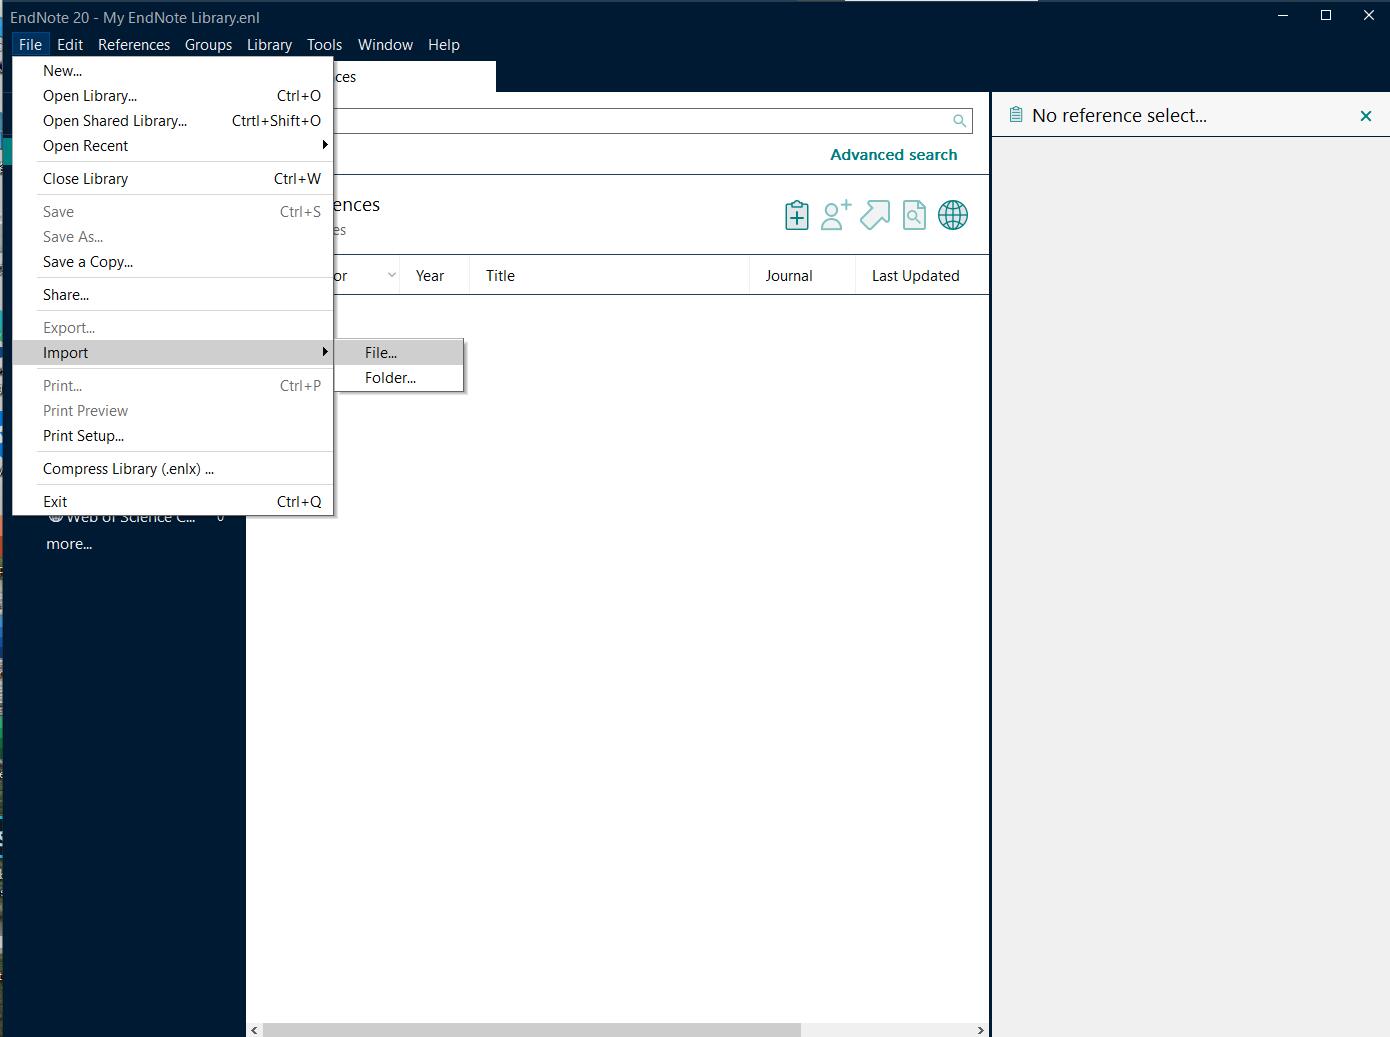 EndNote 20 - My EndNote Library.enl
File Edit References Groups Library Tools Window Help
New...
Open Library... Ctrl+O
Open Shared Library... Ctrtl+Shift+O
Open Recent
Close Library Ctrl+W
Save Ctrl+S
Save As...
Save a Copy...
Share...
Export...
Import
Print... Ctrl+P
Print Preview
Print Setup...
Compress Library (.enlx) ...
Exit Ctrl+Q
File...
Folder...
Web of Science C... 0
more...
ces
Advanced search
ences
es
or Year Title Journal Last Updated
No reference select...